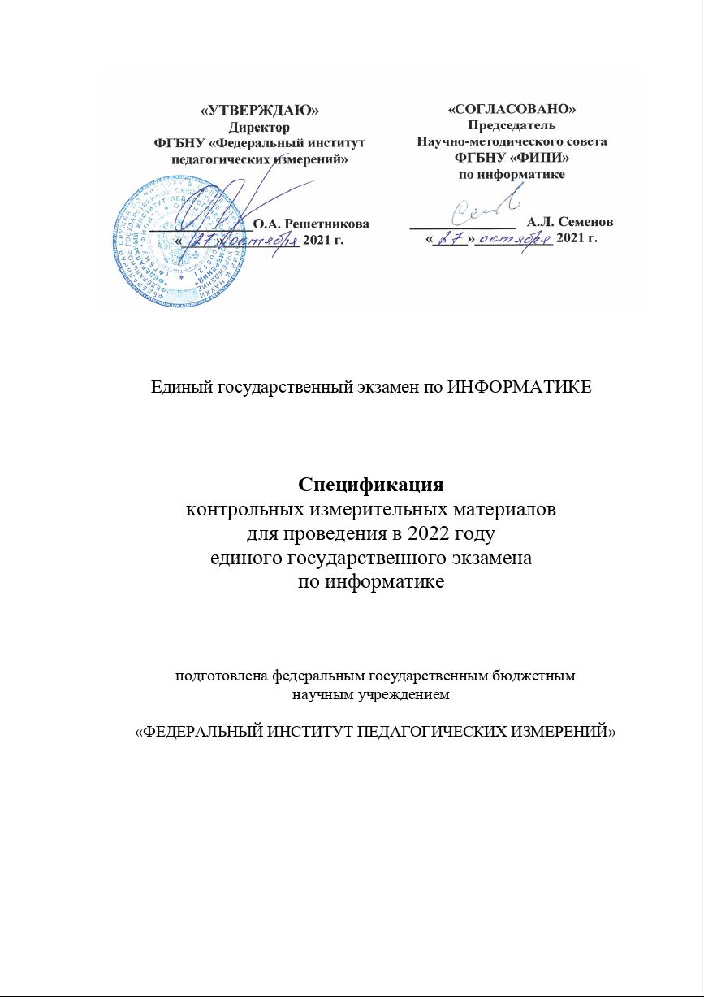 «УТВЕРЖДАЮ»
Директор
ФГБНУ «Федеральный институт
педагогических измерений»
О.А. Решетникова
«27» октября 2021 г.
«СОГЛАСОВАНО»
Председатель
Научно-методического совета
ФГБНУ «ФИПИ»
по информатике
А.Л. Семенов
«27» октября 2021 г.
Единый государственный экзамен по ИНФОРМАТИКЕ
Спецификация
контрольных измерительных материалов
для проведения в 2022 году
единого государственного экзамена
по информатике
подготовлена федеральным государственным бюджетным
научным учреждением
«ФЕДЕРАЛЬНЫЙ ИНСТИТУТ ПЕДАГОГИЧЕСКИХ ИЗМЕРЕНИЙ»